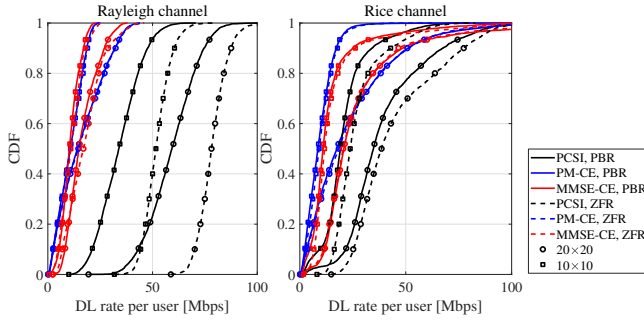 Rayleigh channel
Rice channel
1
0.8
0.6
0.4
0.2
0
CDF
0
50
100
DL rate per user [Mbps]
1
0.8
0.6
0.4
0.2
0
CDF
0
50
100
DL rate per user [Mbps]
PCSI, PBR
PM-CE, PBR
MMSE-CE, PBR
PCSI, ZFR
PM-CE, ZFR
MMSE-CE, ZFR
20×20
10×10